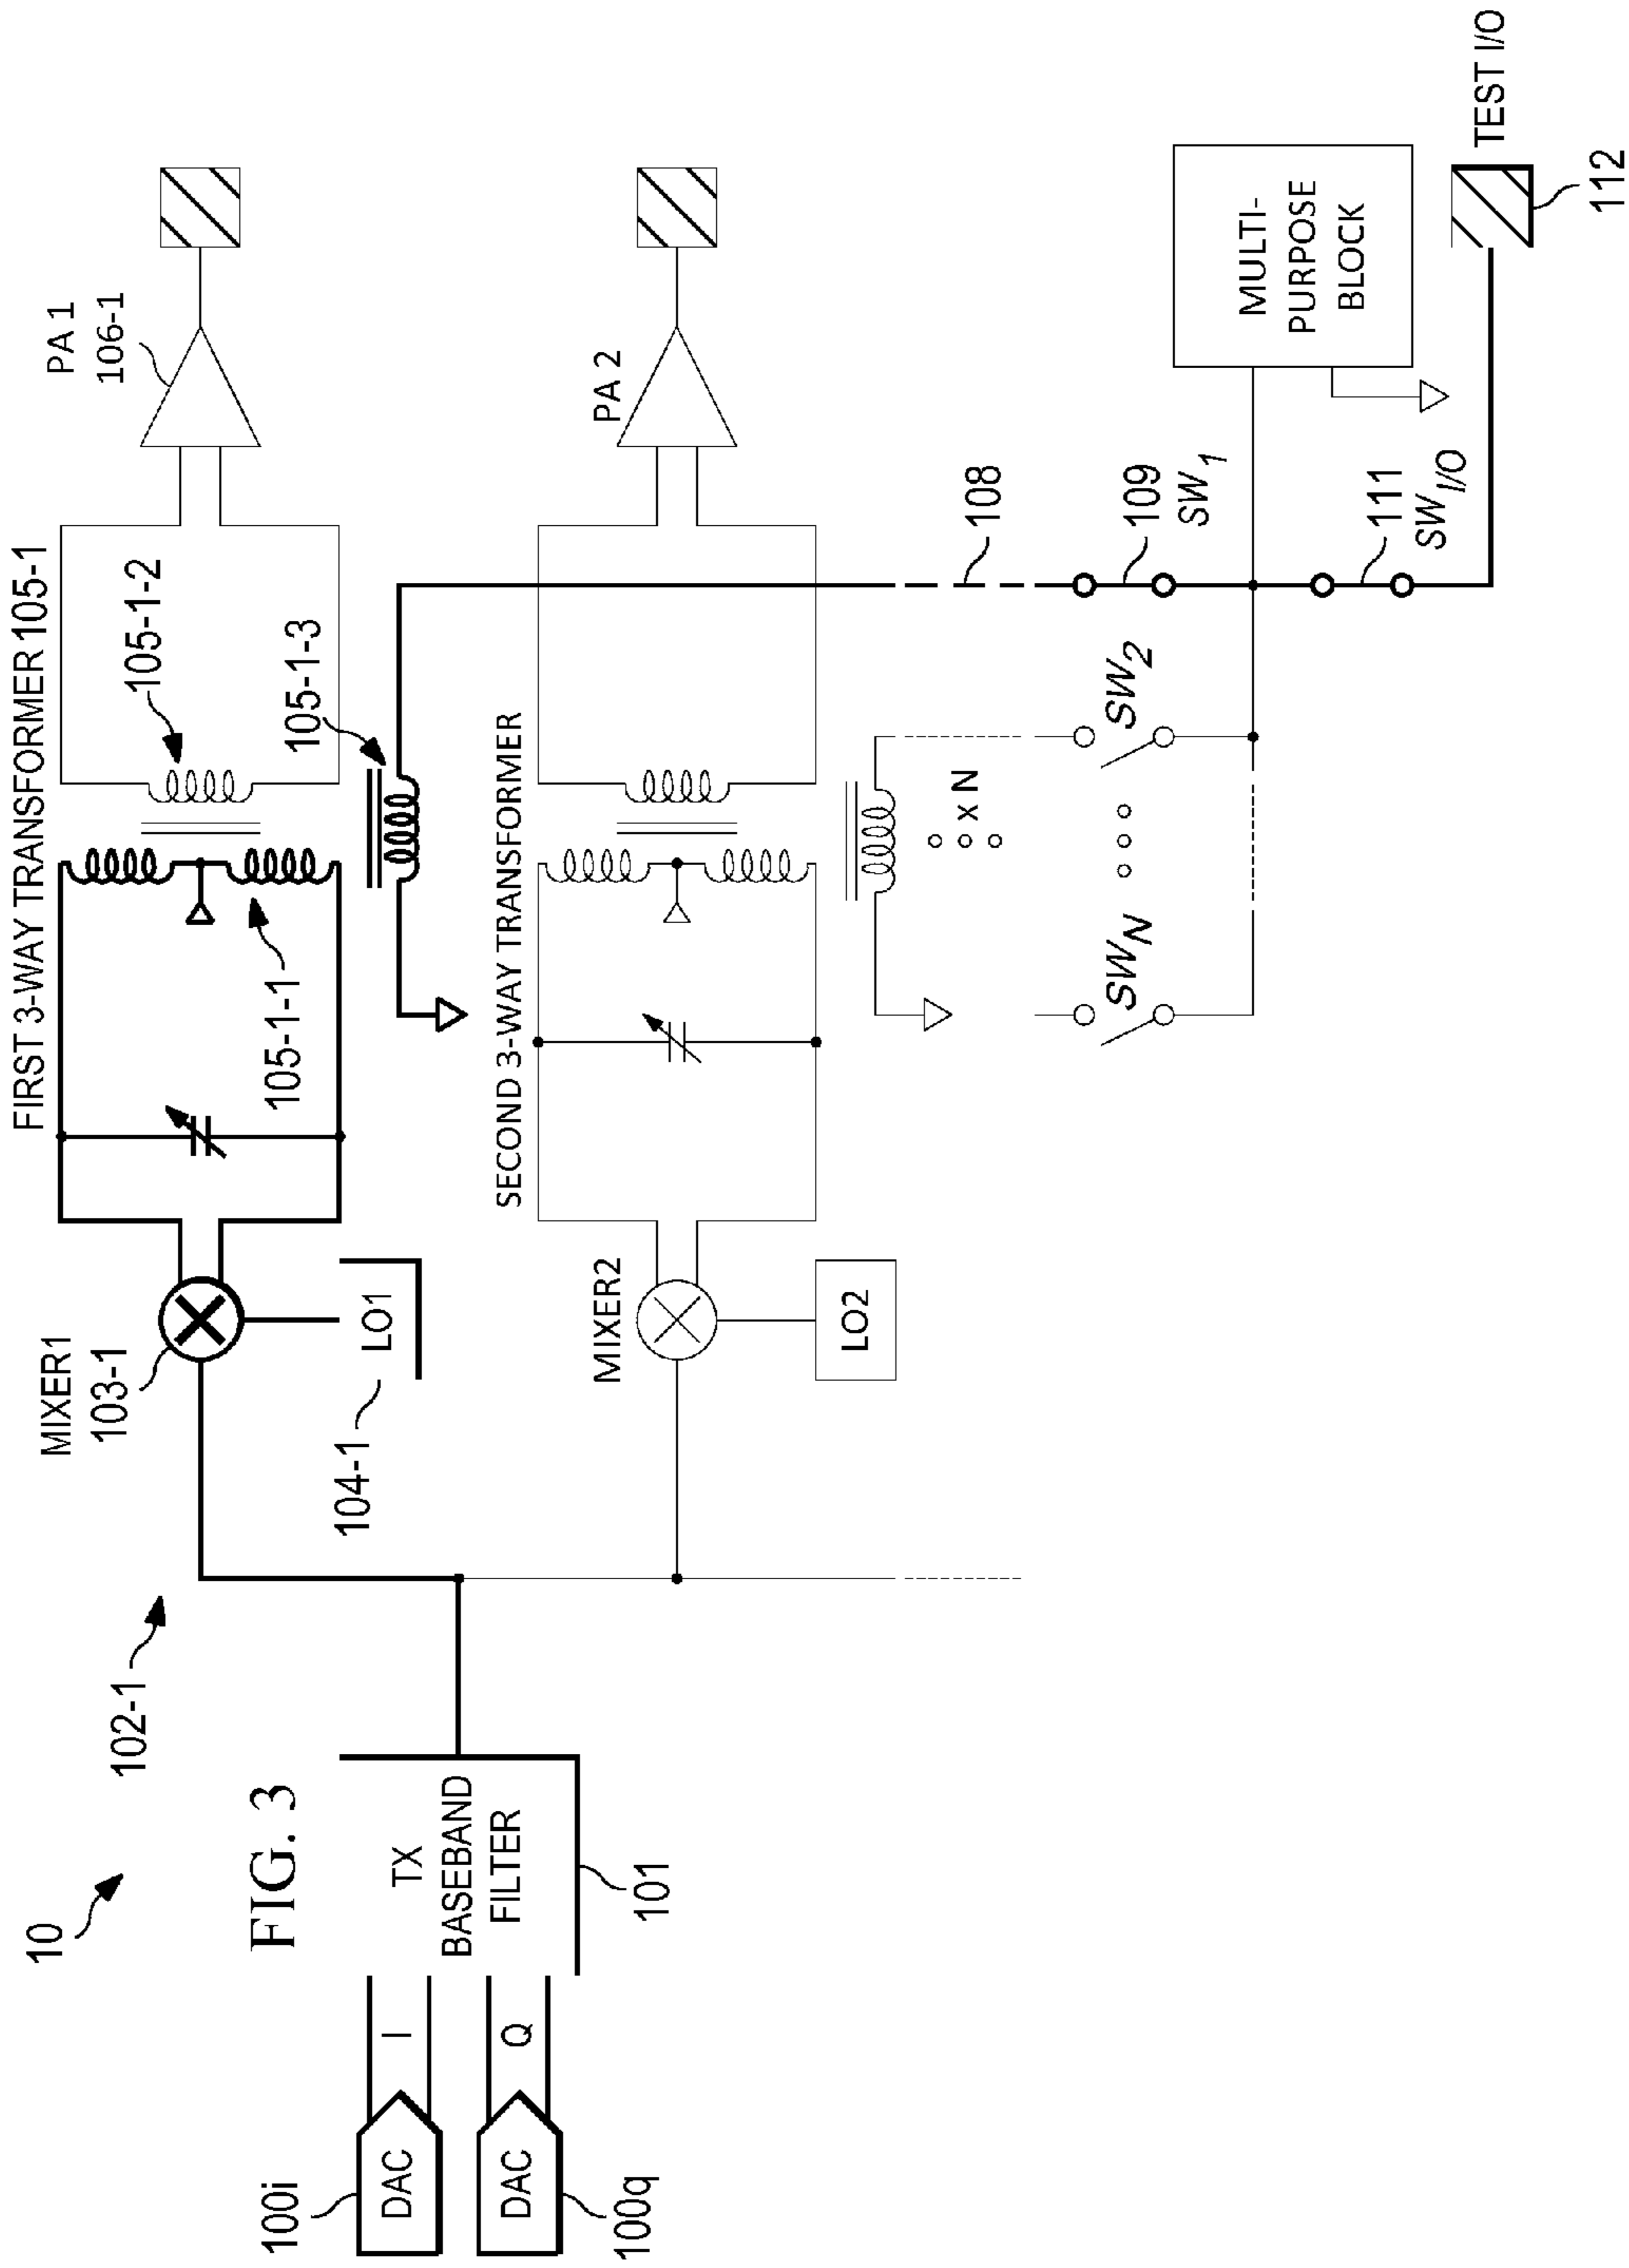 10
FIG. 3
102-1
MIXER1
103-1
104-1
LO1
FIRST 3-WAY TRANSFORMER 105-1
105-1-1
105-1-2
105-1-3
PA 1
106-1
100i
DAC
I
100q
DAC
Q
TX
BASEBAND
FILTER
101
MIXER2
LO2
SECOND 3-WAY TRANSFORMER
PA 2
x N
108
109
SW1
SW2
SWN
111
SWI/O
MULTI-
PURPOSE
BLOCK
TEST I/O
112